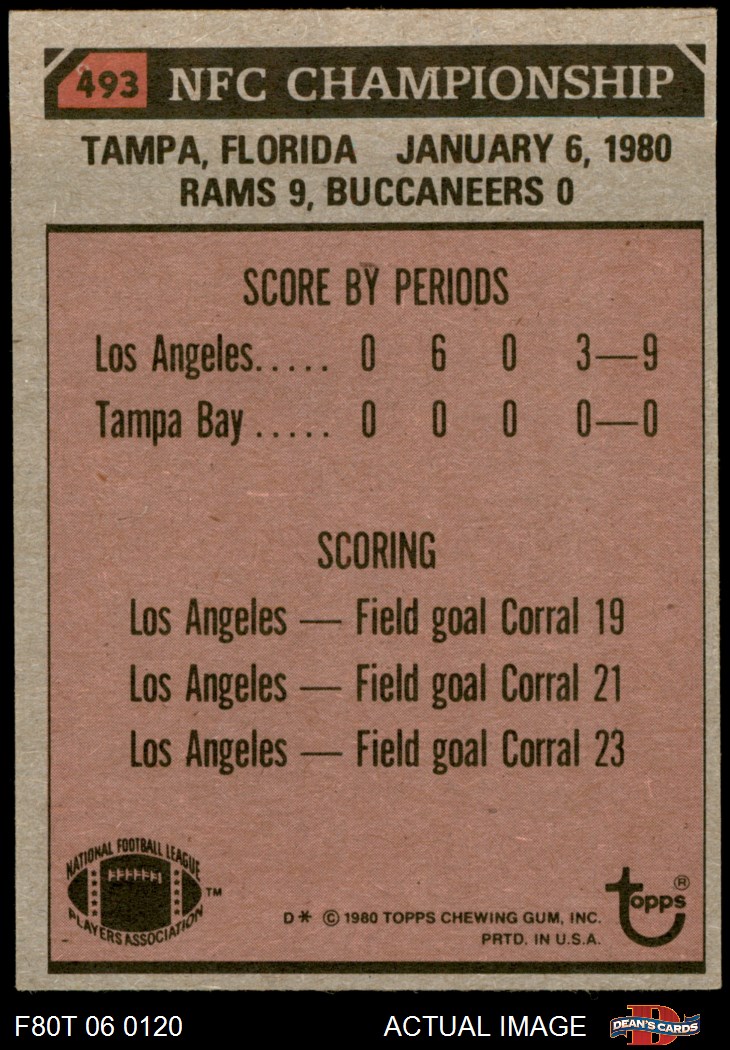 493 NFC CHAMPIONSHIP
TAMPA, FLORIDA JANUARY 6, 1980
RAMS 9, BUCCANEERS 0
SCORE BY PERIODS
Los Angeles..... 0 6 0 3—9
Tampa Bay ..... 0 0 0 0—0
SCORING
Los Angeles — Field goal Corral 19
Los Angeles — Field goal Corral 21
Los Angeles — Field goal Corral 23
NATIONAL FOOTBALL LEAGUE
PLAYERS ASSOCIATION
™
D* © 1980 TOPPS CHEWING GUM, INC.
PRTD. IN U.S.A.
Topps ®
F80T 06 0120
ACTUAL IMAGE
D
DEAN'S CARDS